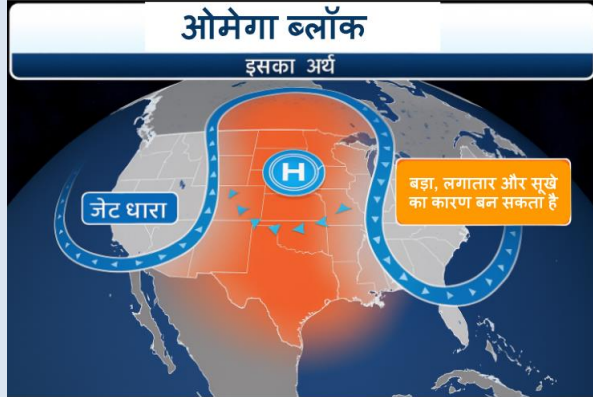 ओमेगा ब्लॉक
इसका अर्थ
H
जेट धारा
बड़ा, लगातार और सूखे
का कारण बन सकता है